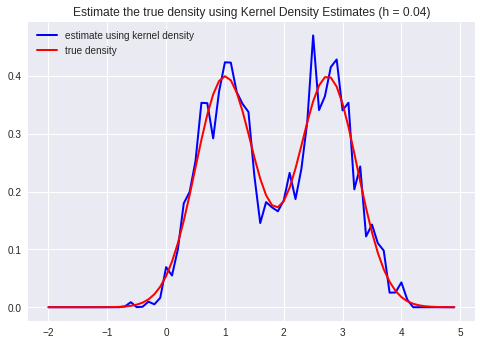 Estimate the true density using Kernel Density Estimates (h = 0.04)
estimate using kernel density
true density
0.4
0.3
0.2
0.1
0.0
−2 −1 0 1 2 3 4 5